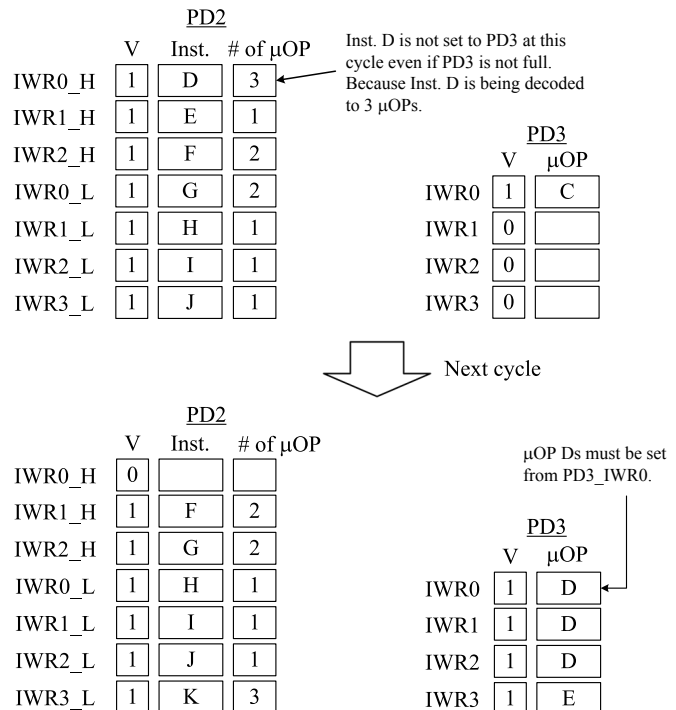 PD2
V Inst. # of μOP
Inst. D is not set to PD3 at this
cycle even if PD3 is not full.
Because Inst. D is being decoded
to 3 μOPs.
IWR0_H 1 D 3
IWR1_H 1 E 1
IWR2_H 1 F 2
IWR0_L 1 G 2
IWR1_L 1 H 1
IWR2_L 1 I 1
IWR3_L 1 J 1
PD3
V μOP
IWR0 1 C
IWR1 0
IWR2 0
IWR3 0
Next cycle
PD2
V Inst. # of μOP
IWR0_H 0
IWR1_H 1 F 2
IWR2_H 1 G 2
IWR0_L 1 H 1
IWR1_L 1 I 1
IWR2_L 1 J 1
IWR3_L 1 K 3
μOP Ds must be set
from PD3_IWR0.
PD3
V μOP
IWR0 1 D
IWR1 1 D
IWR2 1 D
IWR3 1 E